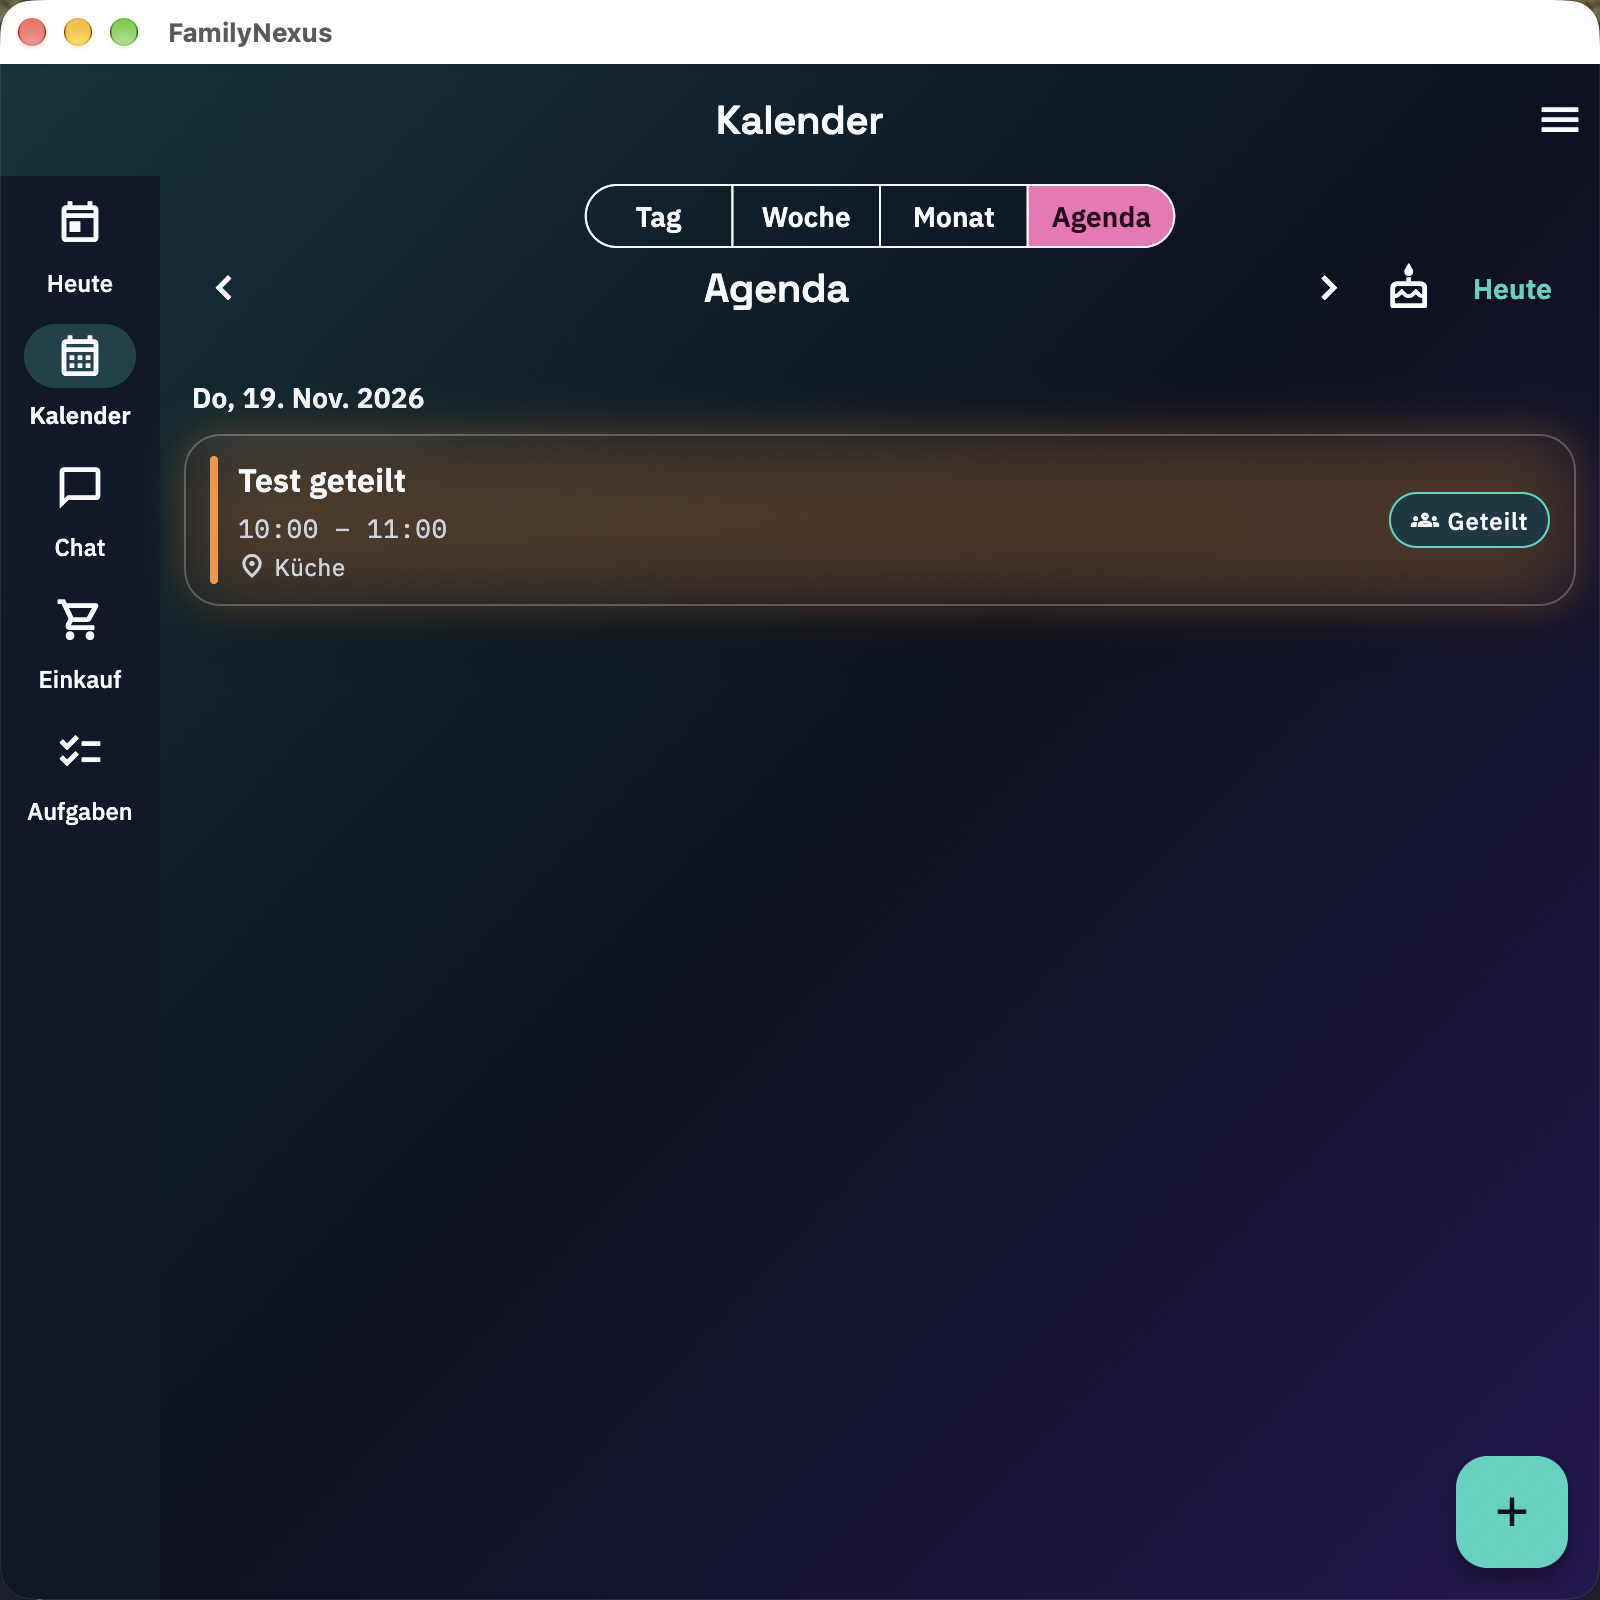 FamilyNexus
Kalender
Tag Woche Monat Agenda
Agenda Heute
Heute
Kalender
Chat
Einkauf
Aufgaben
Do, 19. Nov. 2026
Test geteilt
10:00 – 11:00
Küche
Geteilt